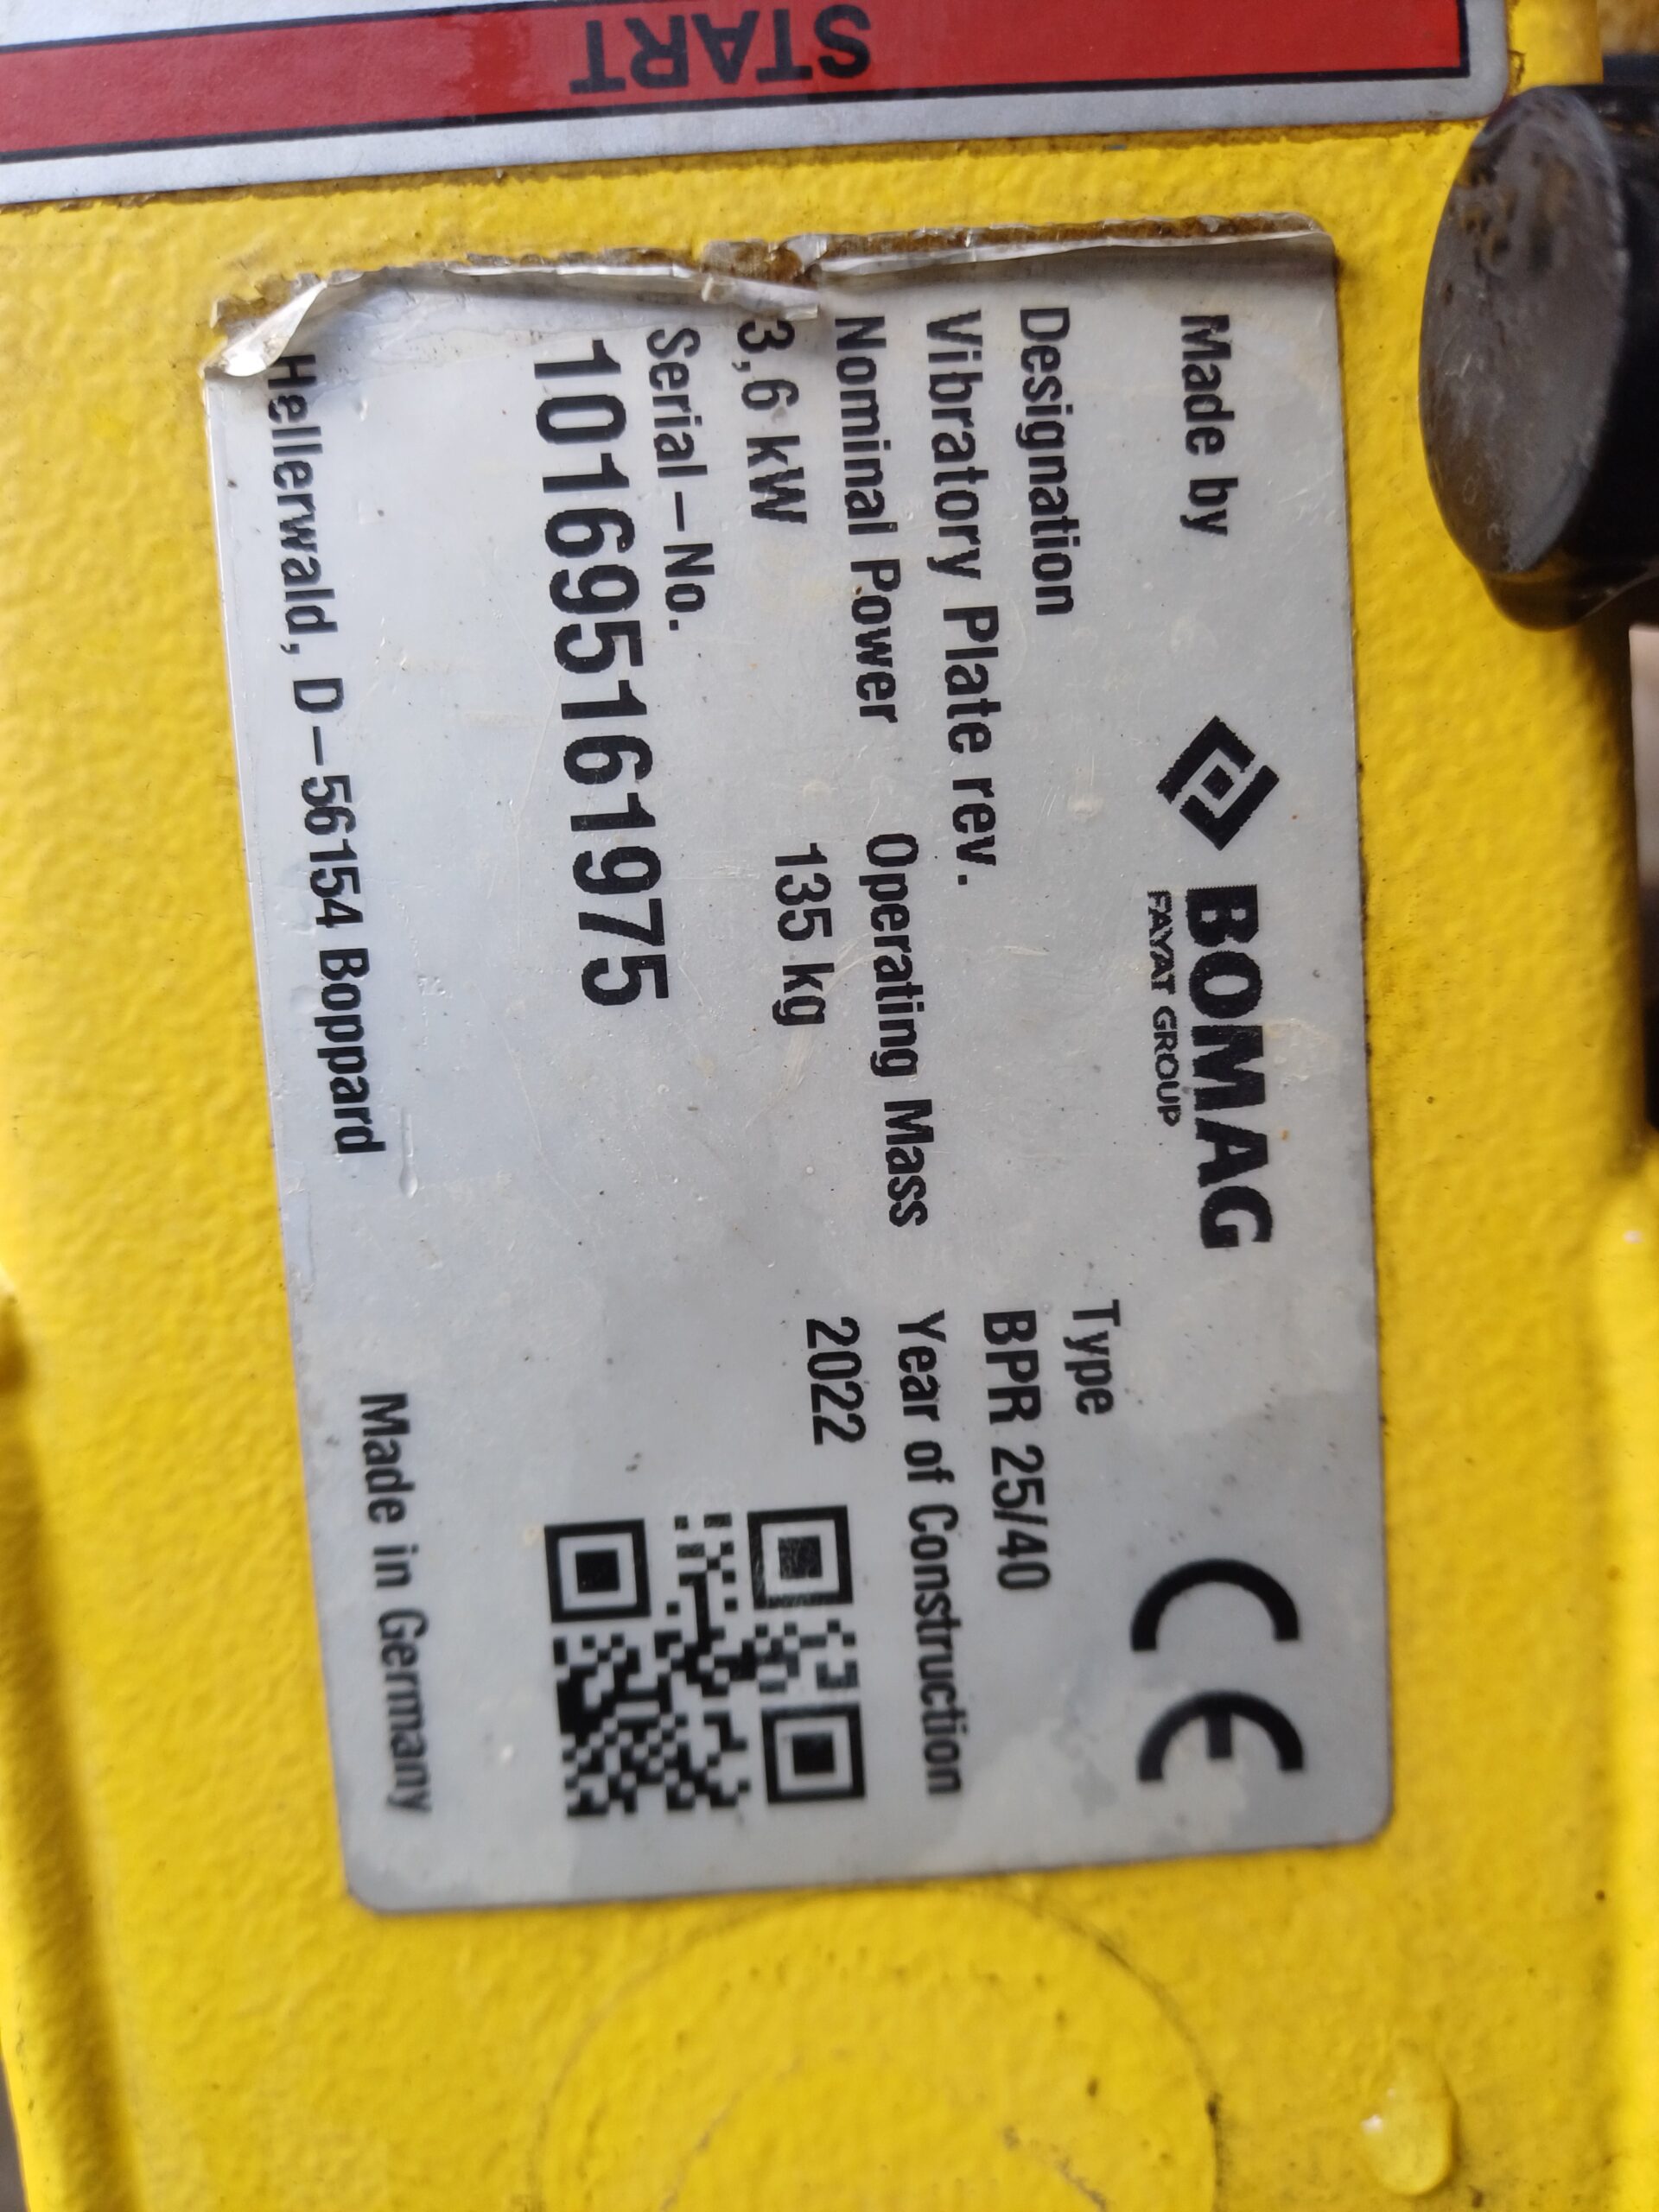 START
Made by
BOMAG
FAYAT GROUP
CE
Designation Type
Vibratory Plate rev. BPR 25/40
Nominal Power Operating Mass Year of Construction
3,6 kW 135 kg 2022
Serial-No.
101695161975
Hellerwald, D-56154 Boppard Made in Germany